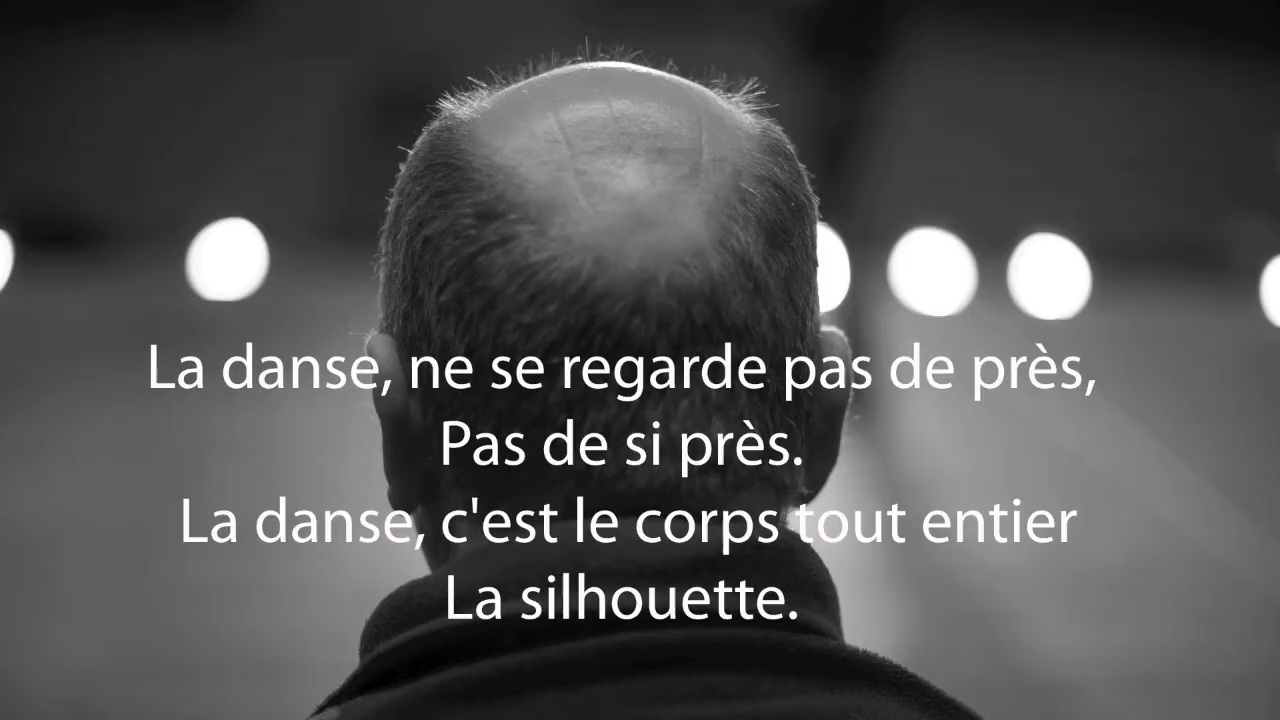 La danse, ne se regarde pas de près,
Pas de si près.
La danse, c'est le corps tout entier
La silhouette.